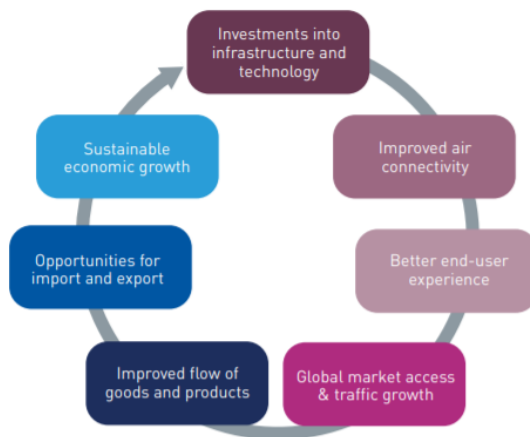 Investments into
infrastructure and
technology
Improved air
connectivity
Better end-user
experience
Global market access
& traffic growth
Improved flow of
goods and products
Opportunities for
import and export
Sustainable
economic growth